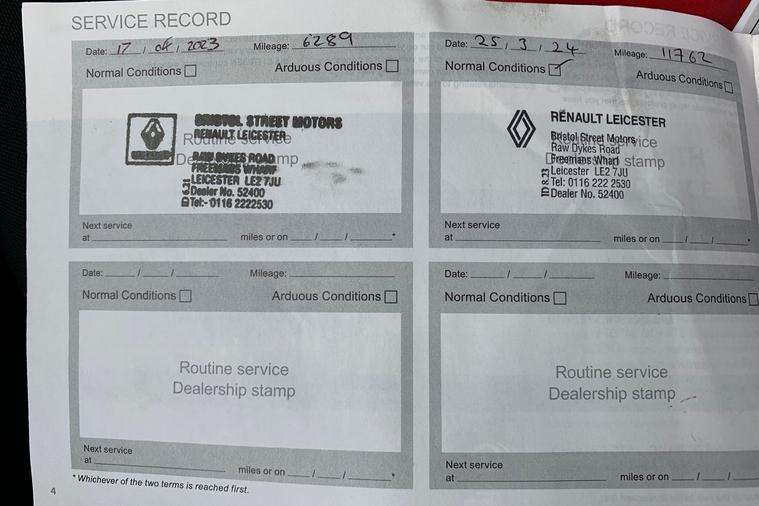 SERVICE RECORD
Date: 17 / 04 / 2023 Mileage: 6289
Normal Conditions Arduous Conditions
BRISTOL STREET MOTORS
RENAULT LEICESTER
Routine service
RAW DYKES ROAD
FREEMANS WHARF
LEICESTER LE2 7JU
Dealer No. 52400
Tel:- 0116 2222530
Next service
at miles or on / / *
Date: 25 / 3 / 24 Mileage: 11762
Normal Conditions Arduous Conditions
RENAULT LEICESTER
Bristol Street Motors
Raw Dykes Road
Freemans Wharf
Leicester LE2 7JU
Tel: 0116 222 2530
Dealer No. 52400
Routine service
Dealership stamp
Next service
at miles or on / / *
Date: / / Mileage:
Normal Conditions Arduous Conditions
Routine service
Dealership stamp
Next service
at miles or on / / *
Date: / / Mileage:
Normal Conditions Arduous Conditions
Routine service
Dealership stamp
Next service
at miles or on / /
* Whichever of the two terms is reached first.
4